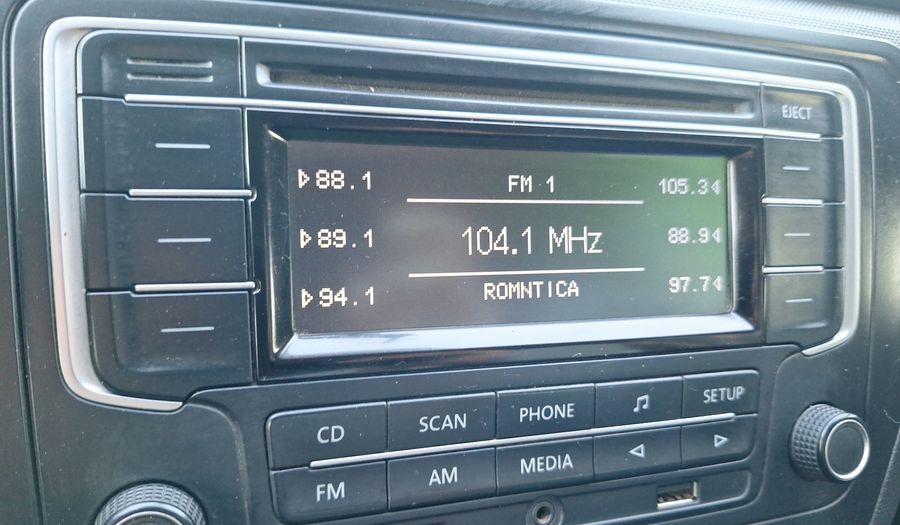 EJECT
88.1 FM 1 105.3
89.1 104.1 MHz 88.9
94.1 ROMNTICA 97.7
CD SCAN PHONE SETUP
FM AM MEDIA